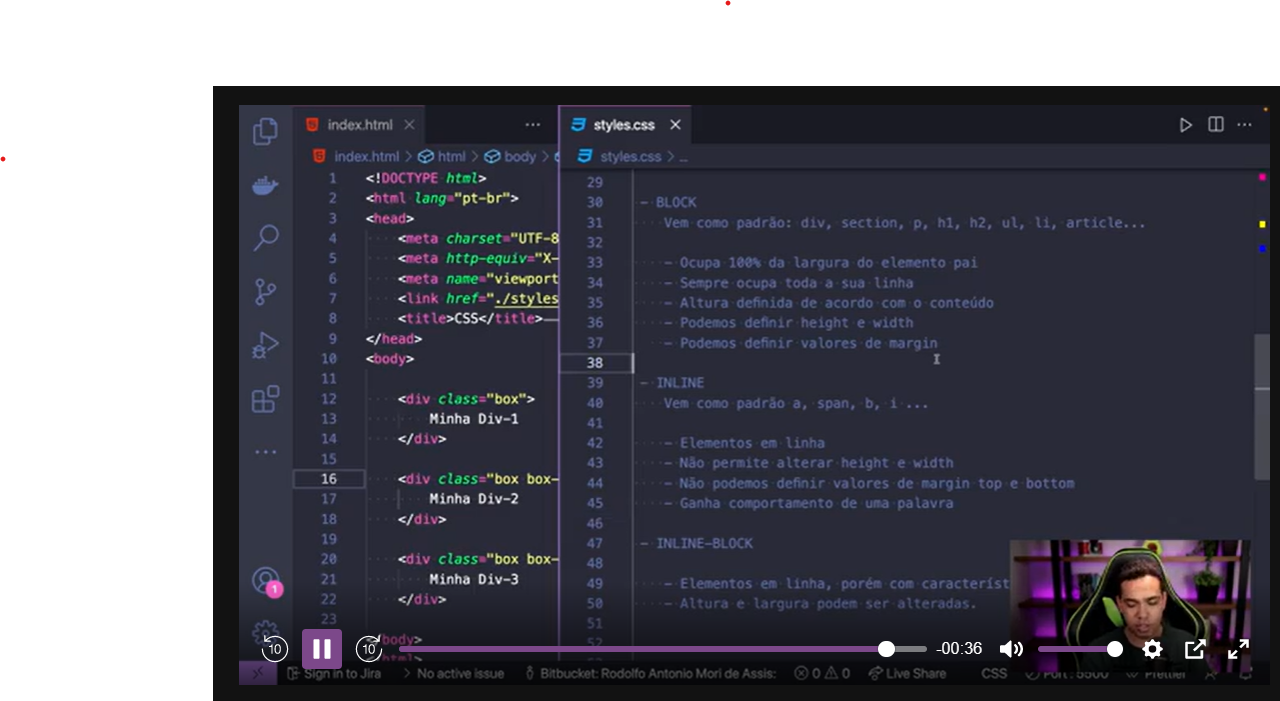 index.html
styles.css
index.html > html > body >
styles.css > ...
1 <!DOCTYPE html>
2 <html lang="pt-br">
3 <head>
4 <meta charset="UTF-8
5 <meta http-equiv="X-
6 <meta name="viewport
7 <link href="./styles
8 <title>CSS</title>
9 </head>
10 <body>
11
12 <div class="box">
13 Minha Div-1
14 </div>
15
16 <div class="box box-
17 Minha Div-2
18 </div>
19
20 <div class="box box-
21 Minha Div-3
22 </div>
23
/body>
29
30 - BLOCK
31 Vem como padrão: div, section, p, h1, h2, ul, li, article...
32
33 - Ocupa 100% da largura do elemento pai
34 - Sempre ocupa toda a sua linha
35 - Altura definida de acordo com o conteúdo
36 - Podemos definir height e width
37 - Podemos definir valores de margin
38
39 - INLINE
40 Vem como padrão a, span, b, i ...
41
42 - Elementos em linha
43 - Não permite alterar height e width
44 - Não podemos definir valores de margin top e bottom
45 - Ganha comportamento de uma palavra
46
47 - INLINE-BLOCK
48
49 - Elementos em linha, porém com característ
50 - Altura e largura podem ser alteradas.
51
52
1
10 10 -00:36
Sign in to Jira No active issue Bitbucket: Rodolfo Antonio Mori de Assis: 0 0 Live Share CSS Port : 5500 Prettier